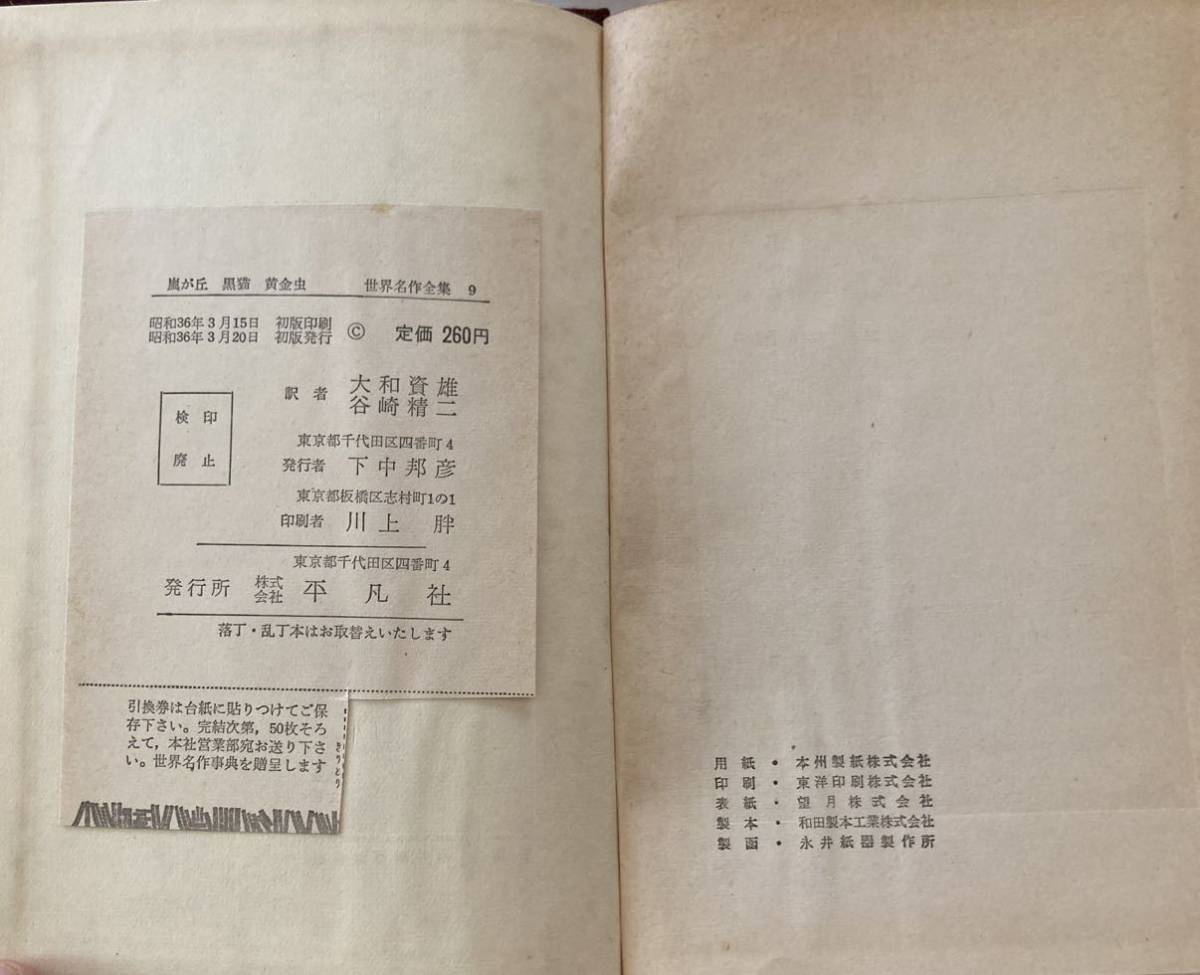 嵐が丘 黒猫 黄金虫 世界名作全集 9
昭和36年3月15日 初版印刷
昭和36年3月20日 初版発行
© 定価 260円
訳者 大和資雄
谷崎精二
検印
廃止
東京都千代田区四番町4
発行者 下中邦彦
東京都板橋区志村町1の1
印刷者 川上胖
東京都千代田区四番町4
発行所 株式会社 平凡社
落丁・乱丁本はお取替えいたします
引換券は台紙に貼りつけてご保
存下さい。完結次第,50枚そろ
えて,本社営業部宛お送り下さ
い。世界名作事典を贈呈します
きりとり
用紙・本州製紙株式会社
印刷・東洋印刷株式会社
表紙・望月株式会社
製本・和田製本工業株式会社
製函・永井紙器製作所